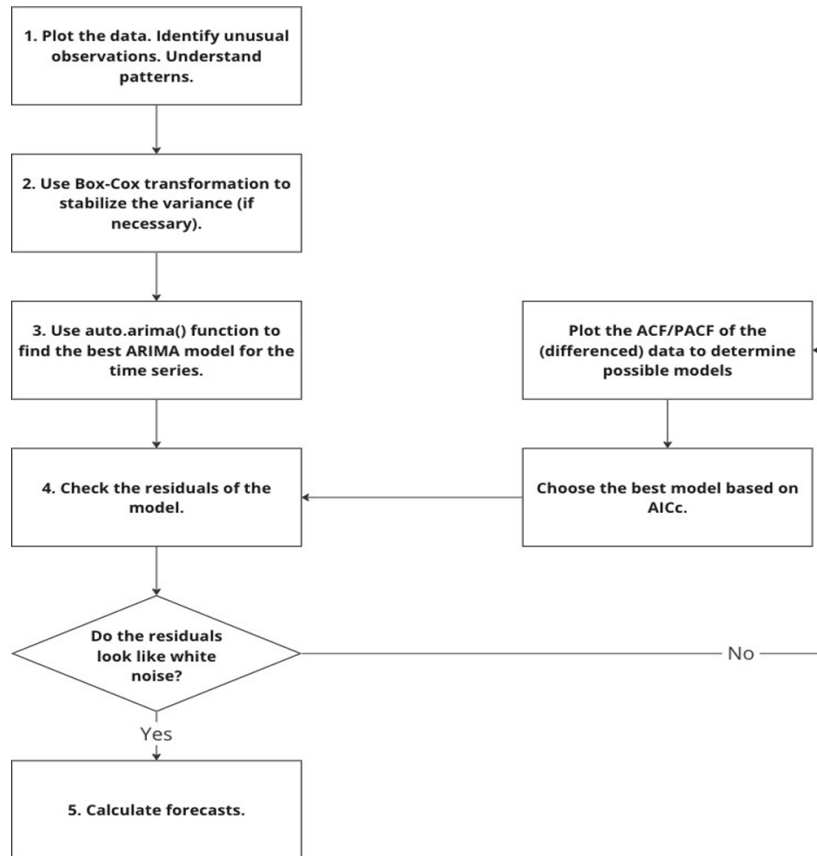 1. Plot the data. Identify unusual
observations. Understand
patterns.
2. Use Box-Cox transformation to
stabilize the variance (if
necessary).
3. Use auto.arima() function to
find the best ARIMA model for the
time series.
Plot the ACF/PACF of the
(differenced) data to determine
possible models
4. Check the residuals of the
model.
Choose the best model based on
AICc.
Do the residuals
look like white
noise?
No
Yes
5. Calculate forecasts.